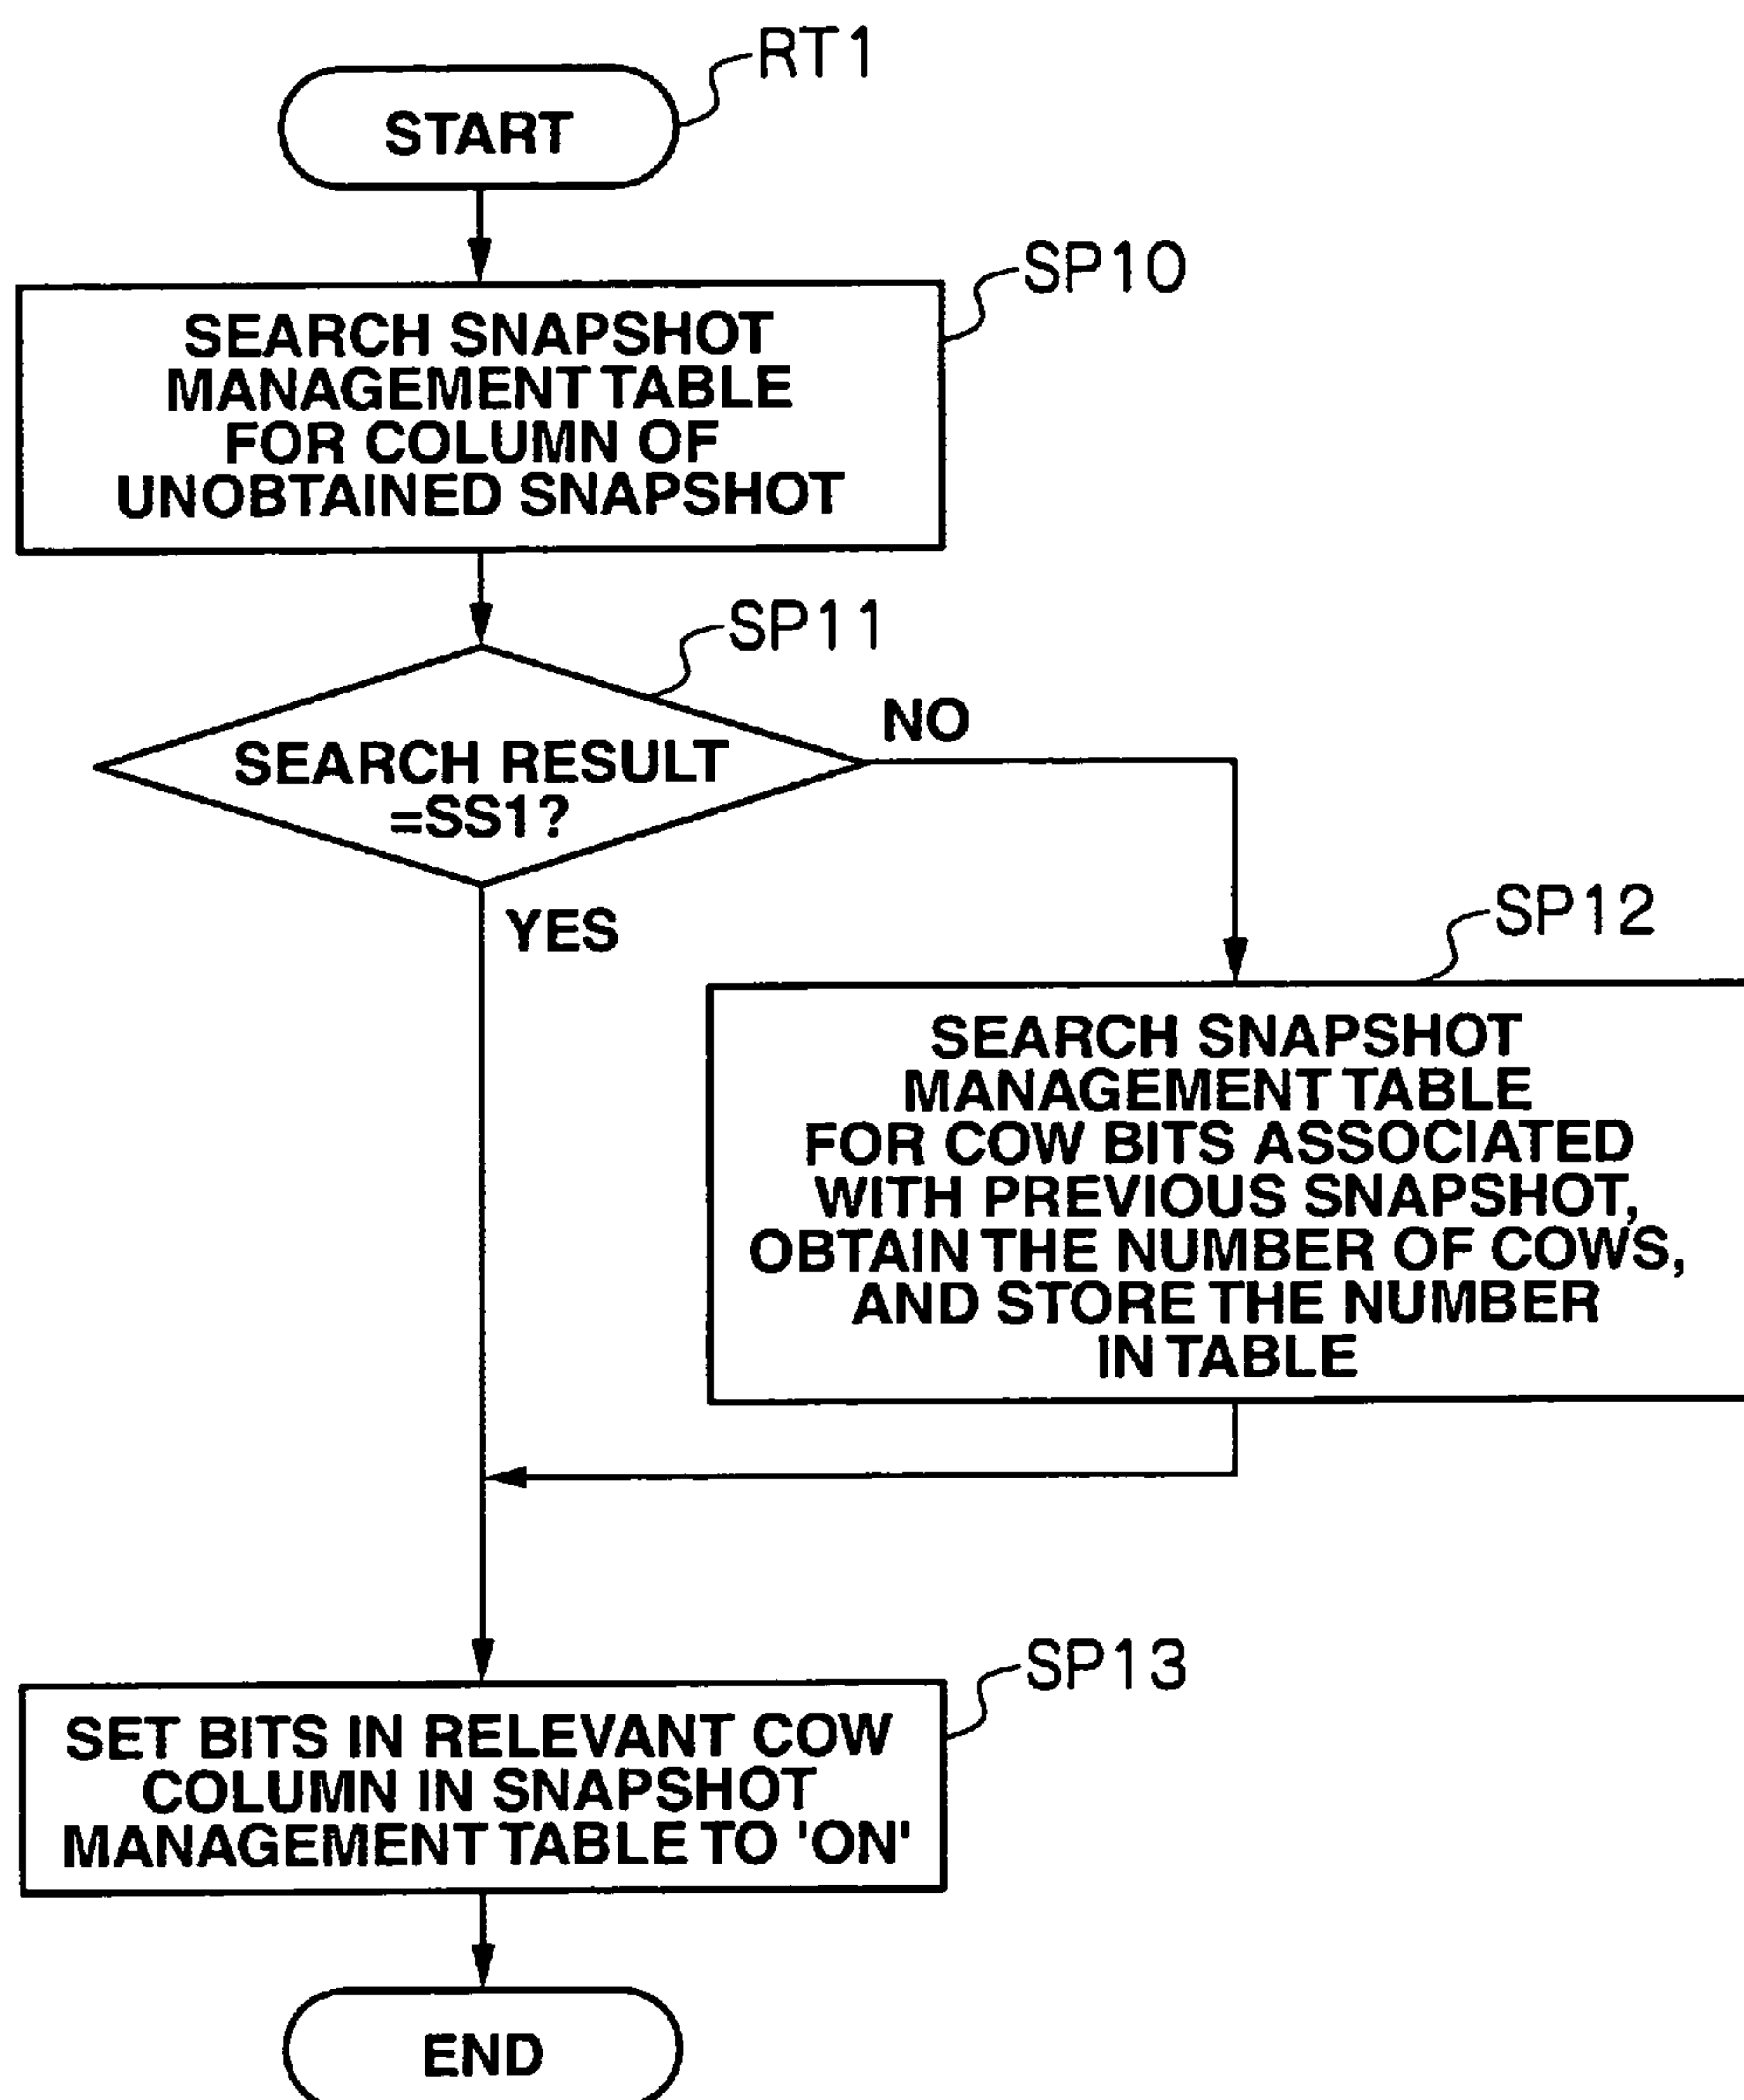 RT1
START
SP10
SEARCH SNAPSHOT
MANAGEMENT TABLE
FOR COLUMN OF
UNOBTAINED SNAPSHOT
SP11
NO
SEARCH RESULT
=SS1?
YES
SP12
SEARCH SNAPSHOT
MANAGEMENT TABLE
FOR COW BITS ASSOCIATED
WITH PREVIOUS SNAPSHOT,
OBTAIN THE NUMBER OF COWS,
AND STORE THE NUMBER
IN TABLE
SP13
SET BITS IN RELEVANT COW
COLUMN IN SNAPSHOT
MANAGEMENT TABLE TO 'ON'
END